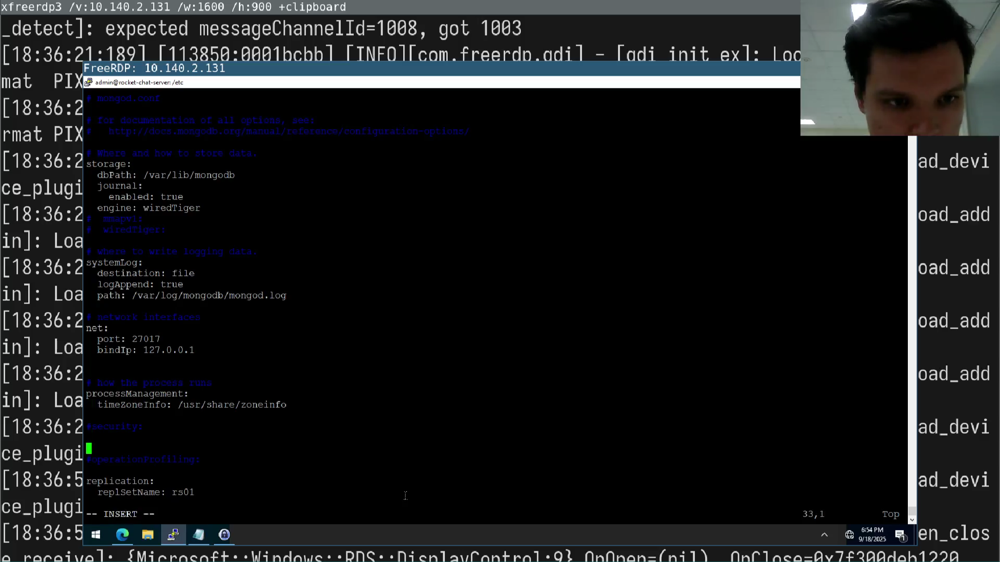 xfreerdp3 /v:10.140.2.131 /w:1600 /h:900 +clipboard
_detect]: expected messageChannelId=1008, got 1003
[18:36:21:189] [113850:0001bcbb] [INFO][com.freerdp.gdi] - [gdi_init_ex]: Loc
FreeRDP: 10.140.2.131
mat PIX
admin@rocket-chat-server: /etc
# mongod.conf
[18:36:2
# for documentation of all options, see:
#   http://docs.mongodb.org/manual/reference/configuration-options/
rmat PIX
# Where and how to store data.
[18:36:2
ad_devi
storage:
dbPath: /var/lib/mongodb
journal:
ce_plugi
enabled: true
engine: wiredTiger
[18:36:2
oad_add
#  mmapv1:
#  wiredTiger:
in]: Loa
# where to write logging data.
systemLog:
[18:36:2
oad_add
destination: file
logAppend: true
path: /var/log/mongodb/mongod.log
in]: Loa
# network interfaces
[18:36:2
oad_add
net:
port: 27017
bindIp: 127.0.0.1
in]: Loa
[18:36:2
oad_add
# how the process runs
processManagement:
in]: Loa
timeZoneInfo: /usr/share/zoneinfo
#security:
[18:36:2
ad_devi
ce_plugi
#operationProfiling:
replication:
[18:36:5
ad_devi
replSetName: rs01
ce_plugi
-- INSERT --
33,1
Top
[18:36:5
6:54 PM
9/18/2025
1
en_clos
e_receive]: {Microsoft::Windows::RDS::DisplayControl:9} OnOpen=(nil), OnClose=0x7f300deb1220